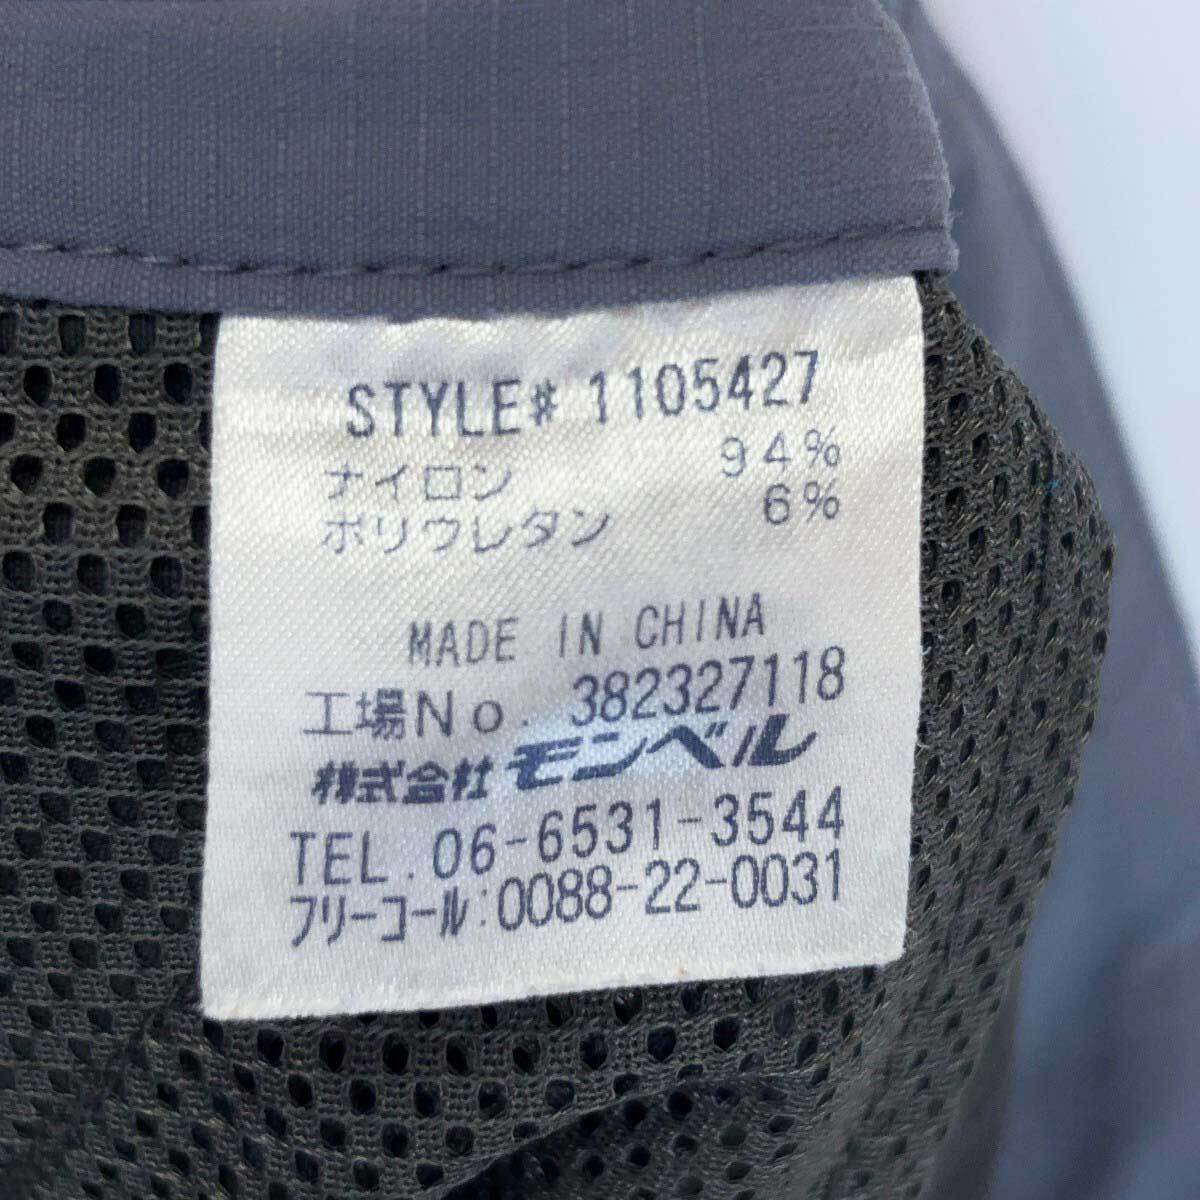 STYLE# 1105427
ナイロン 94%
ポリウレタン 6%
MADE IN CHINA
工場No. 382327118
株式会社 モンベル
TEL. 06-6531-3544
フリーコール:0088-22-0031